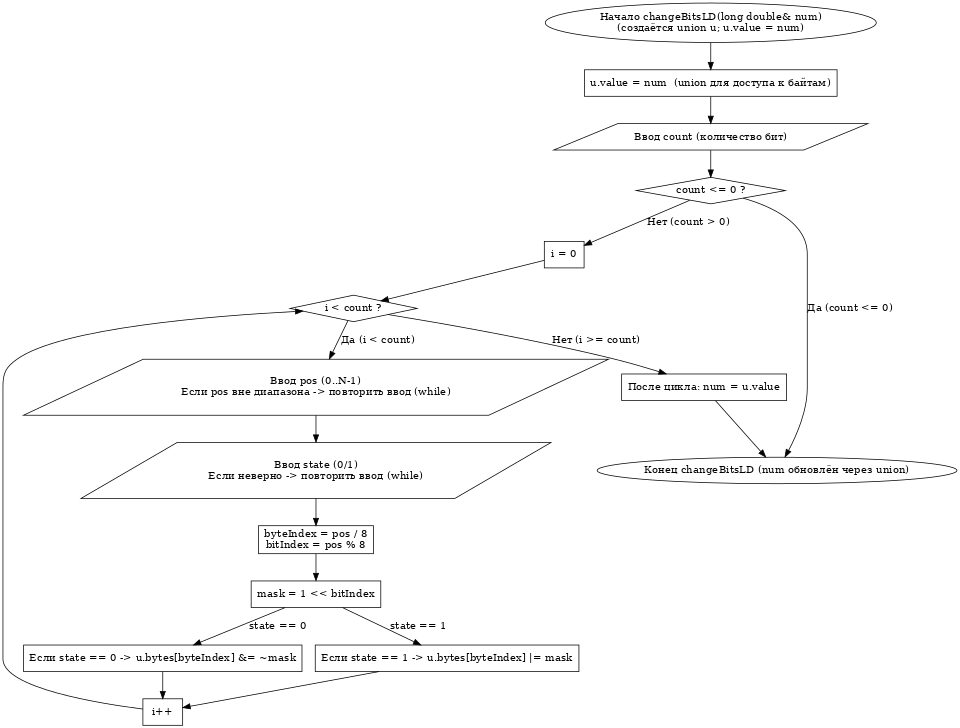 Начало changeBitsLD(long double& num)
(создаётся union u; u.value = num)
u.value = num (union для доступа к байтам)
Ввод count (количество бит)
count <= 0 ?
Нет (count > 0)
i = 0
Да (count <= 0)
i < count ?
Да (i < count)
Нет (i >= count)
Ввод pos (0..N-1)
Если pos вне диапазона -> повторить ввод (while)
После цикла: num = u.value
Ввод state (0/1)
Если неверно -> повторить ввод (while)
Конец changeBitsLD (num обновлён через union)
byteIndex = pos / 8
bitIndex = pos % 8
mask = 1 << bitIndex
state == 0
state == 1
Если state == 0 -> u.bytes[byteIndex] &= ~mask
Если state == 1 -> u.bytes[byteIndex] |= mask
i++